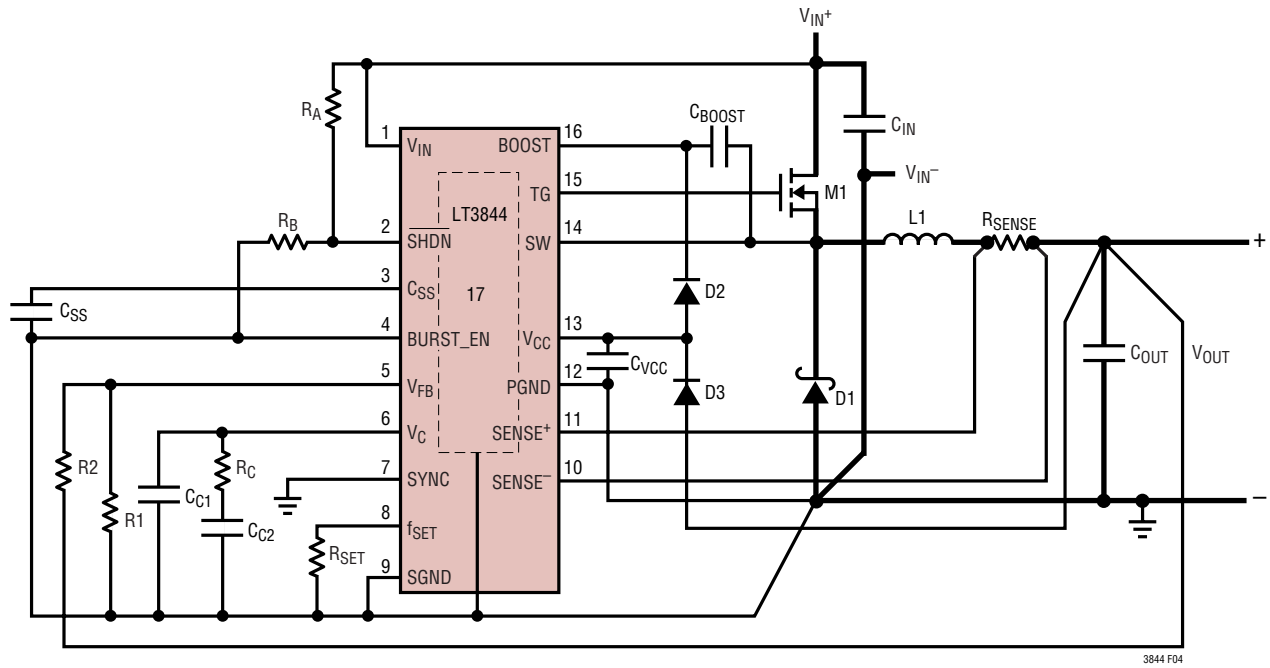 V_IN+
R_A
C_BOOST
C_IN
1
V_IN
BOOST
16
V_IN–
TG
15
M1
LT3844
R_B
2
SHDN
SW
14
L1
R_SENSE
+
3
C_SS
17
D2
C_SS
4
BURST_EN
V_CC
13
C_VCC
C_OUT
V_OUT
5
V_FB
PGND
12
D3
D1
6
V_C
SENSE+
11
R2
R_C
7
SYNC
SENSE–
10
C_C1
R1
C_C2
–
8
f_SET
R_SET
9
SGND
3844 F04